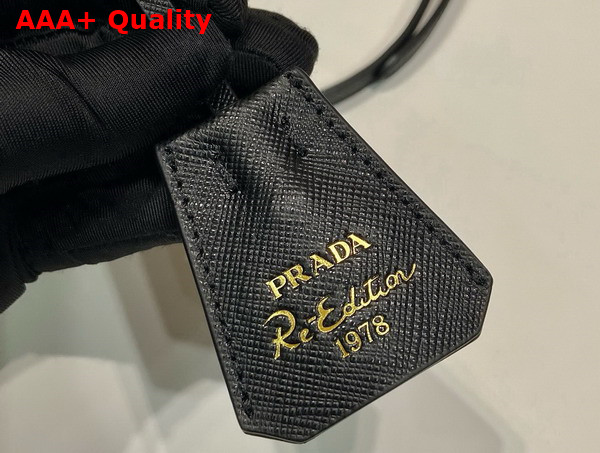 AAA+ Quality
PRADA
Re-Edition
1978